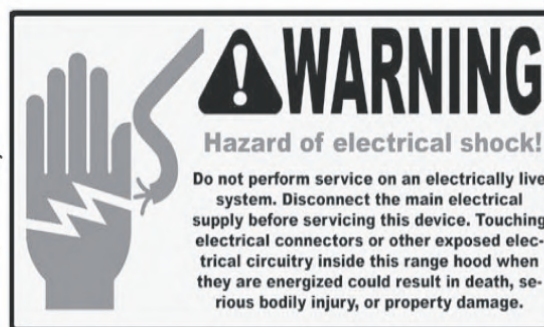 WARNING
Hazard of electrical shock!
Do not perform service on an electrically live
system. Disconnect the main electrical
supply before servicing this device. Touching
electrical connectors or other exposed elec-
trical circuitry inside this range hood when
they are energized could result in death, se-
rious bodily injury, or property damage.